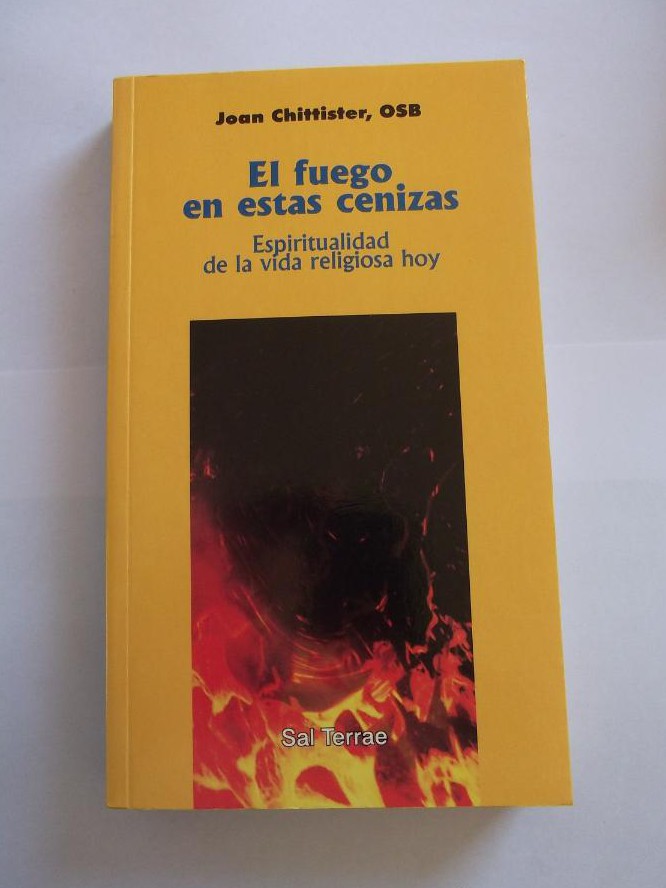 Joan Chittister, OSB
El fuego
en estas cenizas
Espiritualidad
de la vida religiosa hoy
Sal Terrae